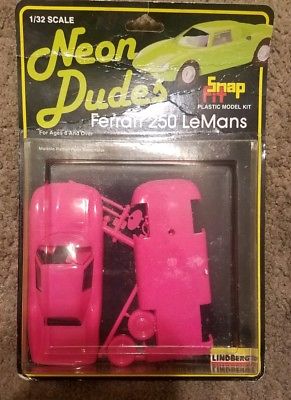 1/32 SCALE
Neon
Dudes
Snap
FIT
PLASTIC MODEL KIT
Ferrari 250 LeMans
For Ages 8 And Over
LINDBERG
LINDBERG